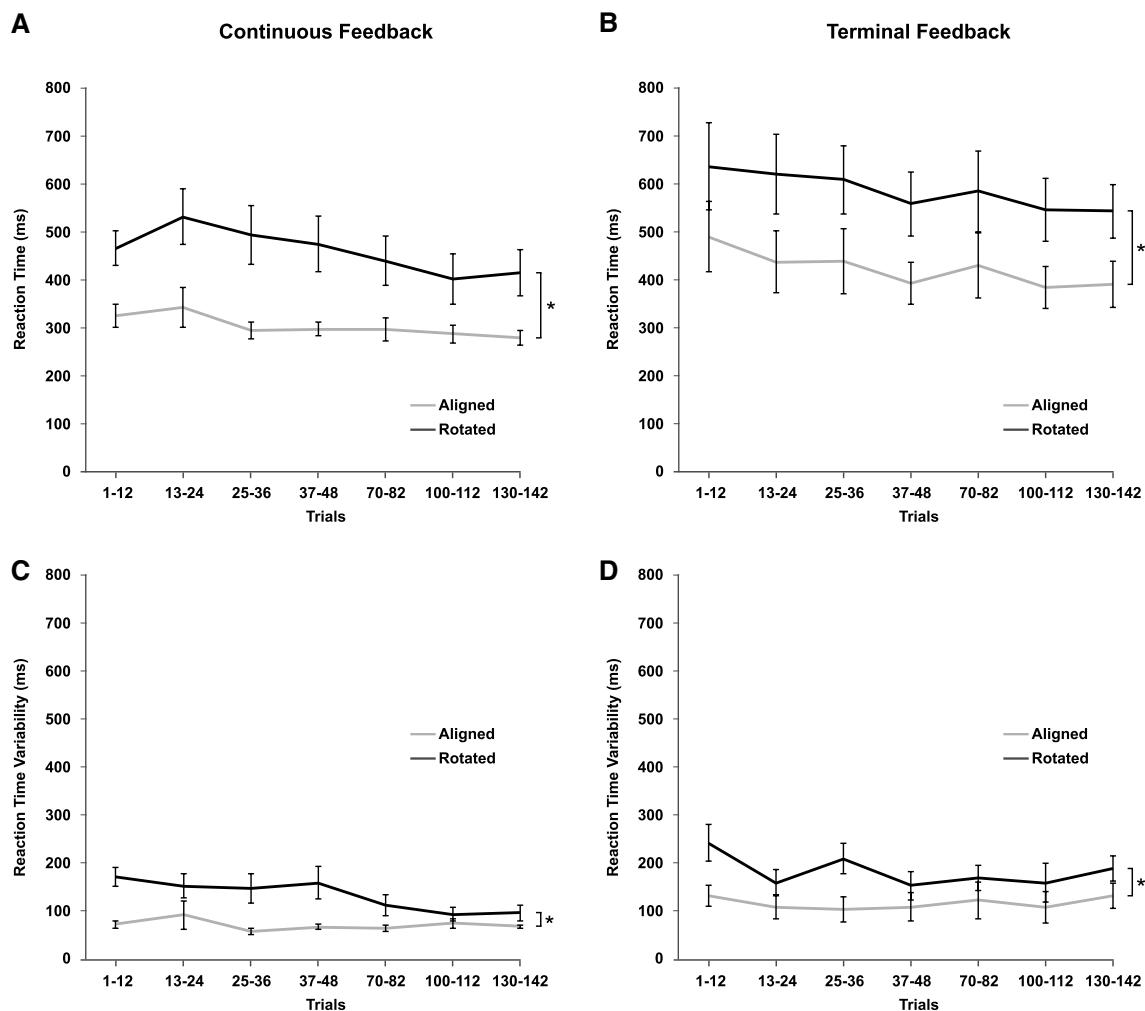 A
Continuous Feedback
800
700
600
500
400
300
200
100
0
Reaction Time (ms)
*
Aligned
Rotated
1-12 13-24 25-36 37-48 70-82 100-112 130-142
Trials
B
Terminal Feedback
800
700
600
500
400
300
200
100
0
Reaction Time (ms)
*
Aligned
Rotated
1-12 13-24 25-36 37-48 70-82 100-112 130-142
Trials
C
800
700
600
500
400
300
200
100
0
Reaction Time Variability (ms)
Aligned
Rotated
*
1-12 13-24 25-36 37-48 70-82 100-112 130-142
Trials
D
800
700
600
500
400
300
200
100
0
Reaction Time Variability (ms)
Aligned
Rotated
*
1-12 13-24 25-36 37-48 70-82 100-112 130-142
Trials